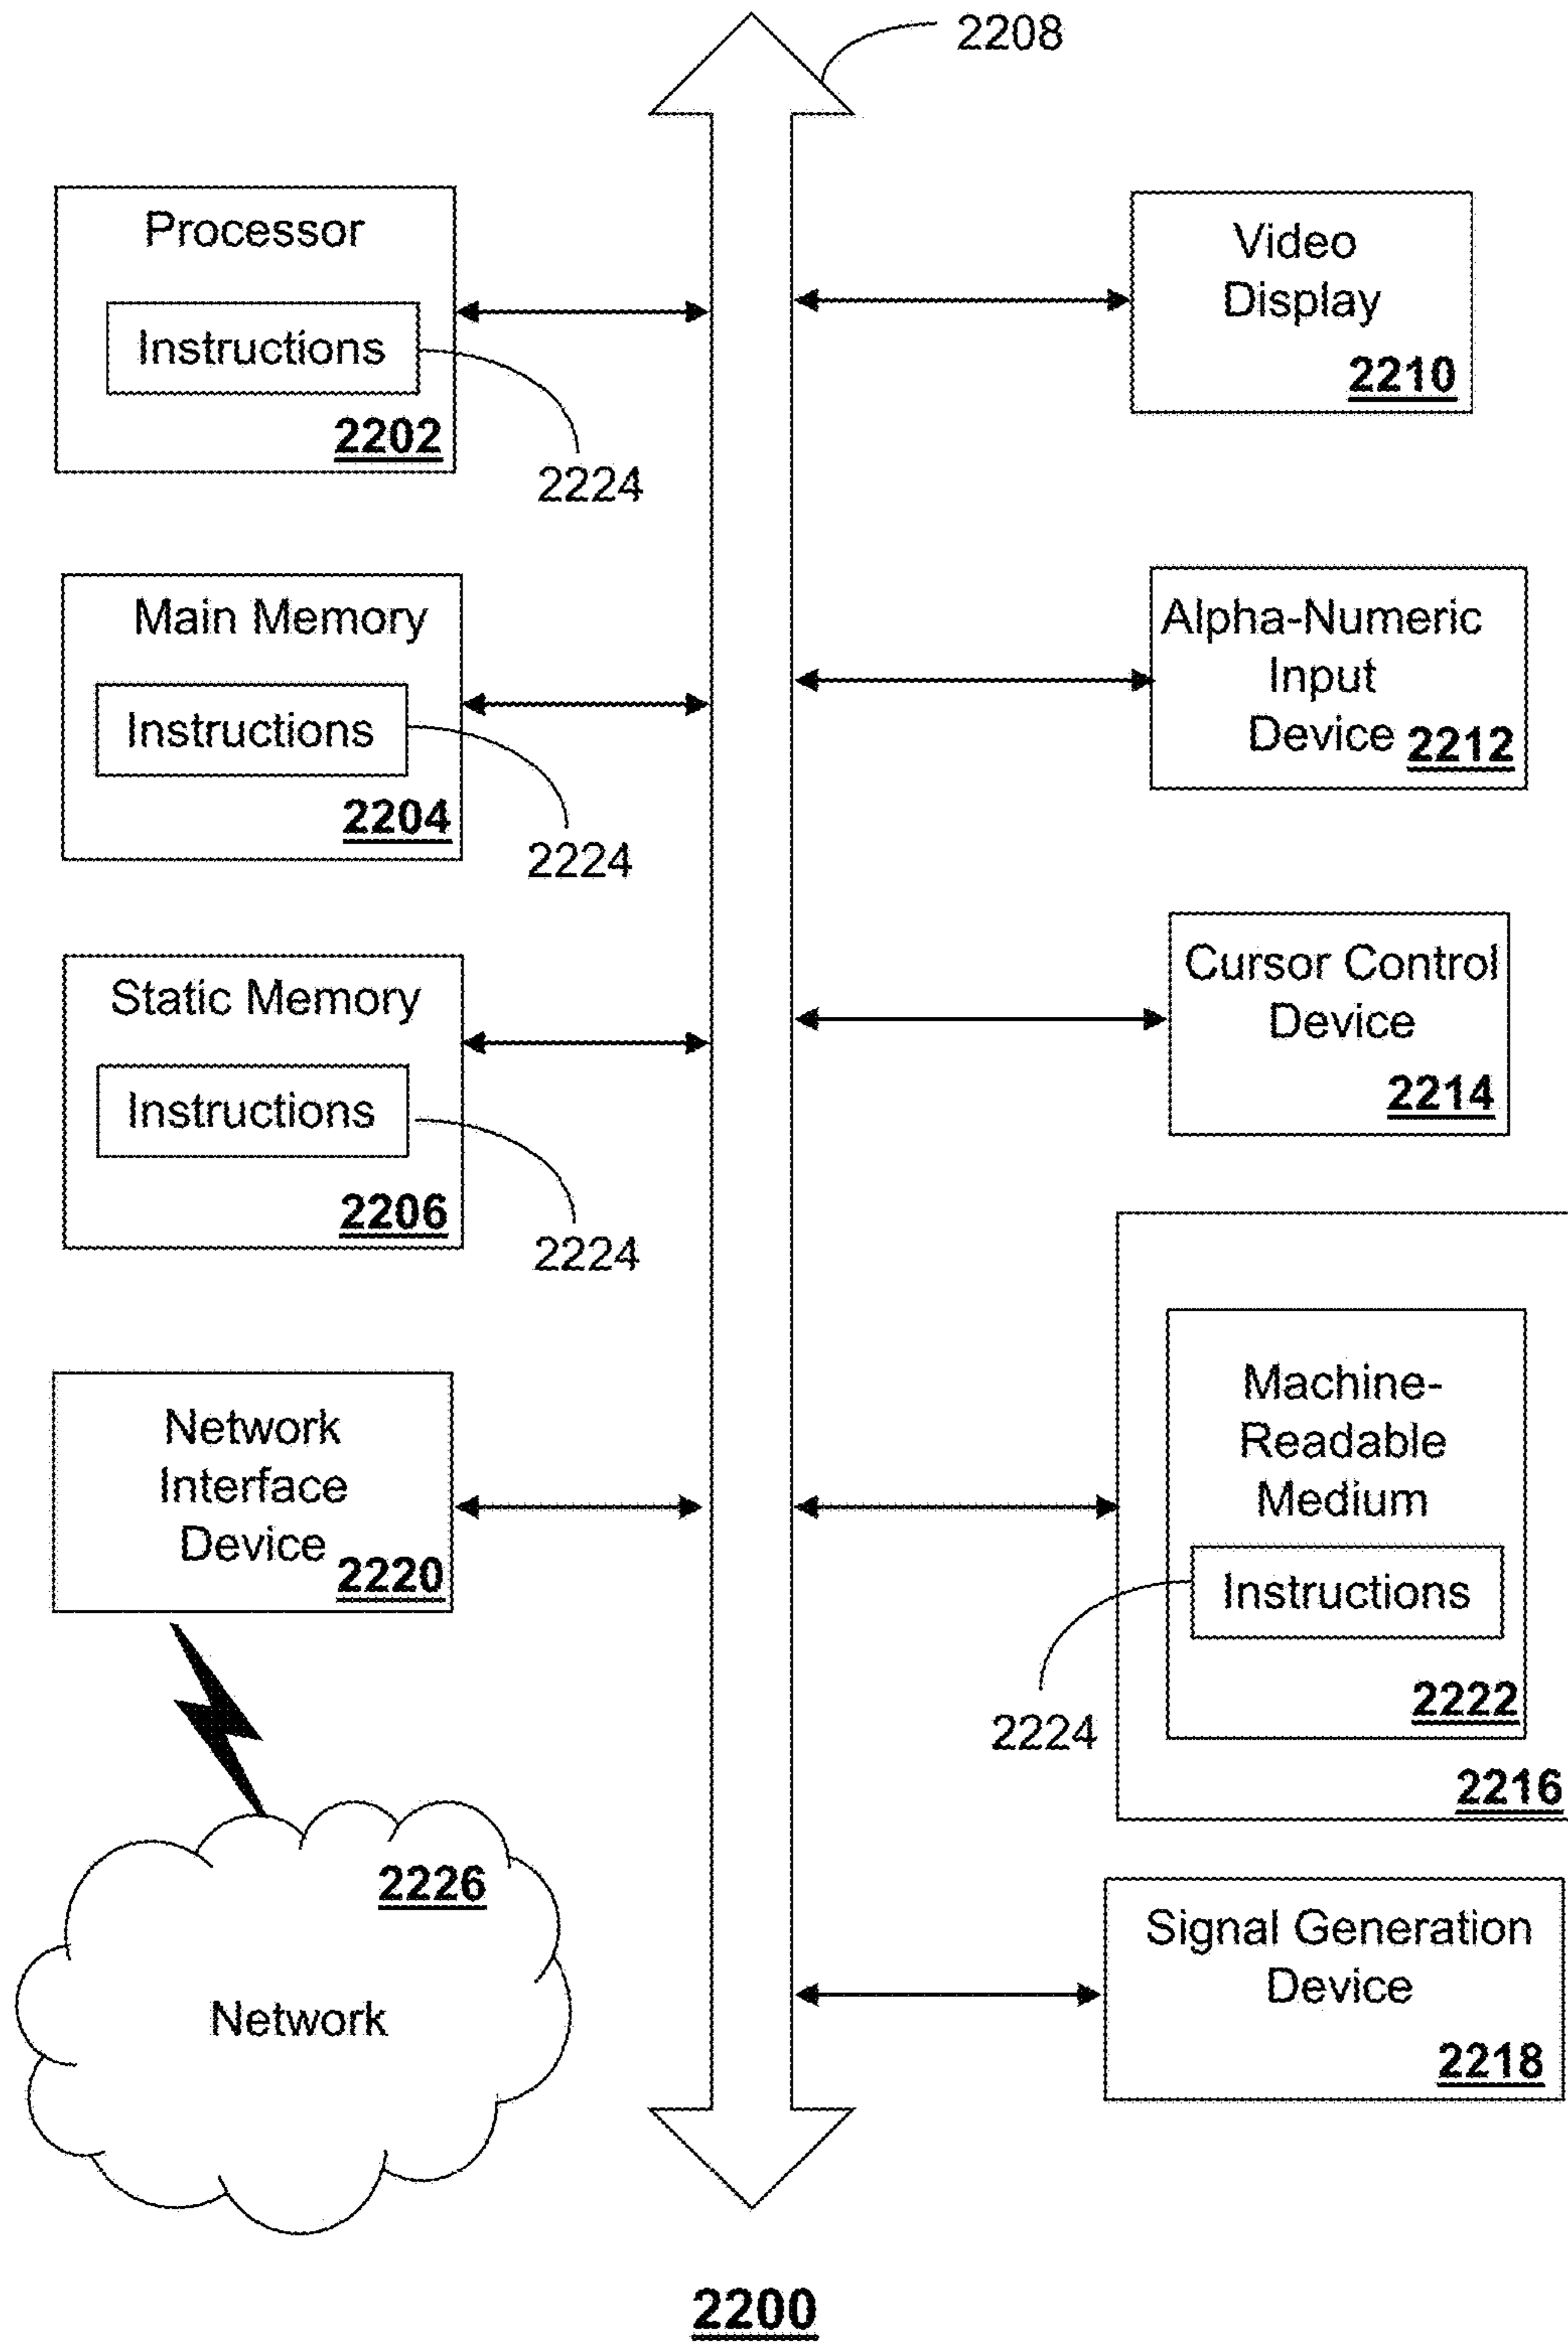 2208
Processor
Instructions
2202
2224
Main Memory
Instructions
2204
2224
Static Memory
Instructions
2206
2224
Network
Interface
Device
2220
2226
Network
Video
Display
2210
Alpha-Numeric
Input
Device 2212
Cursor Control
Device
2214
Machine-
Readable
Medium
Instructions
2224
2222
2216
Signal Generation
Device
2218
2200